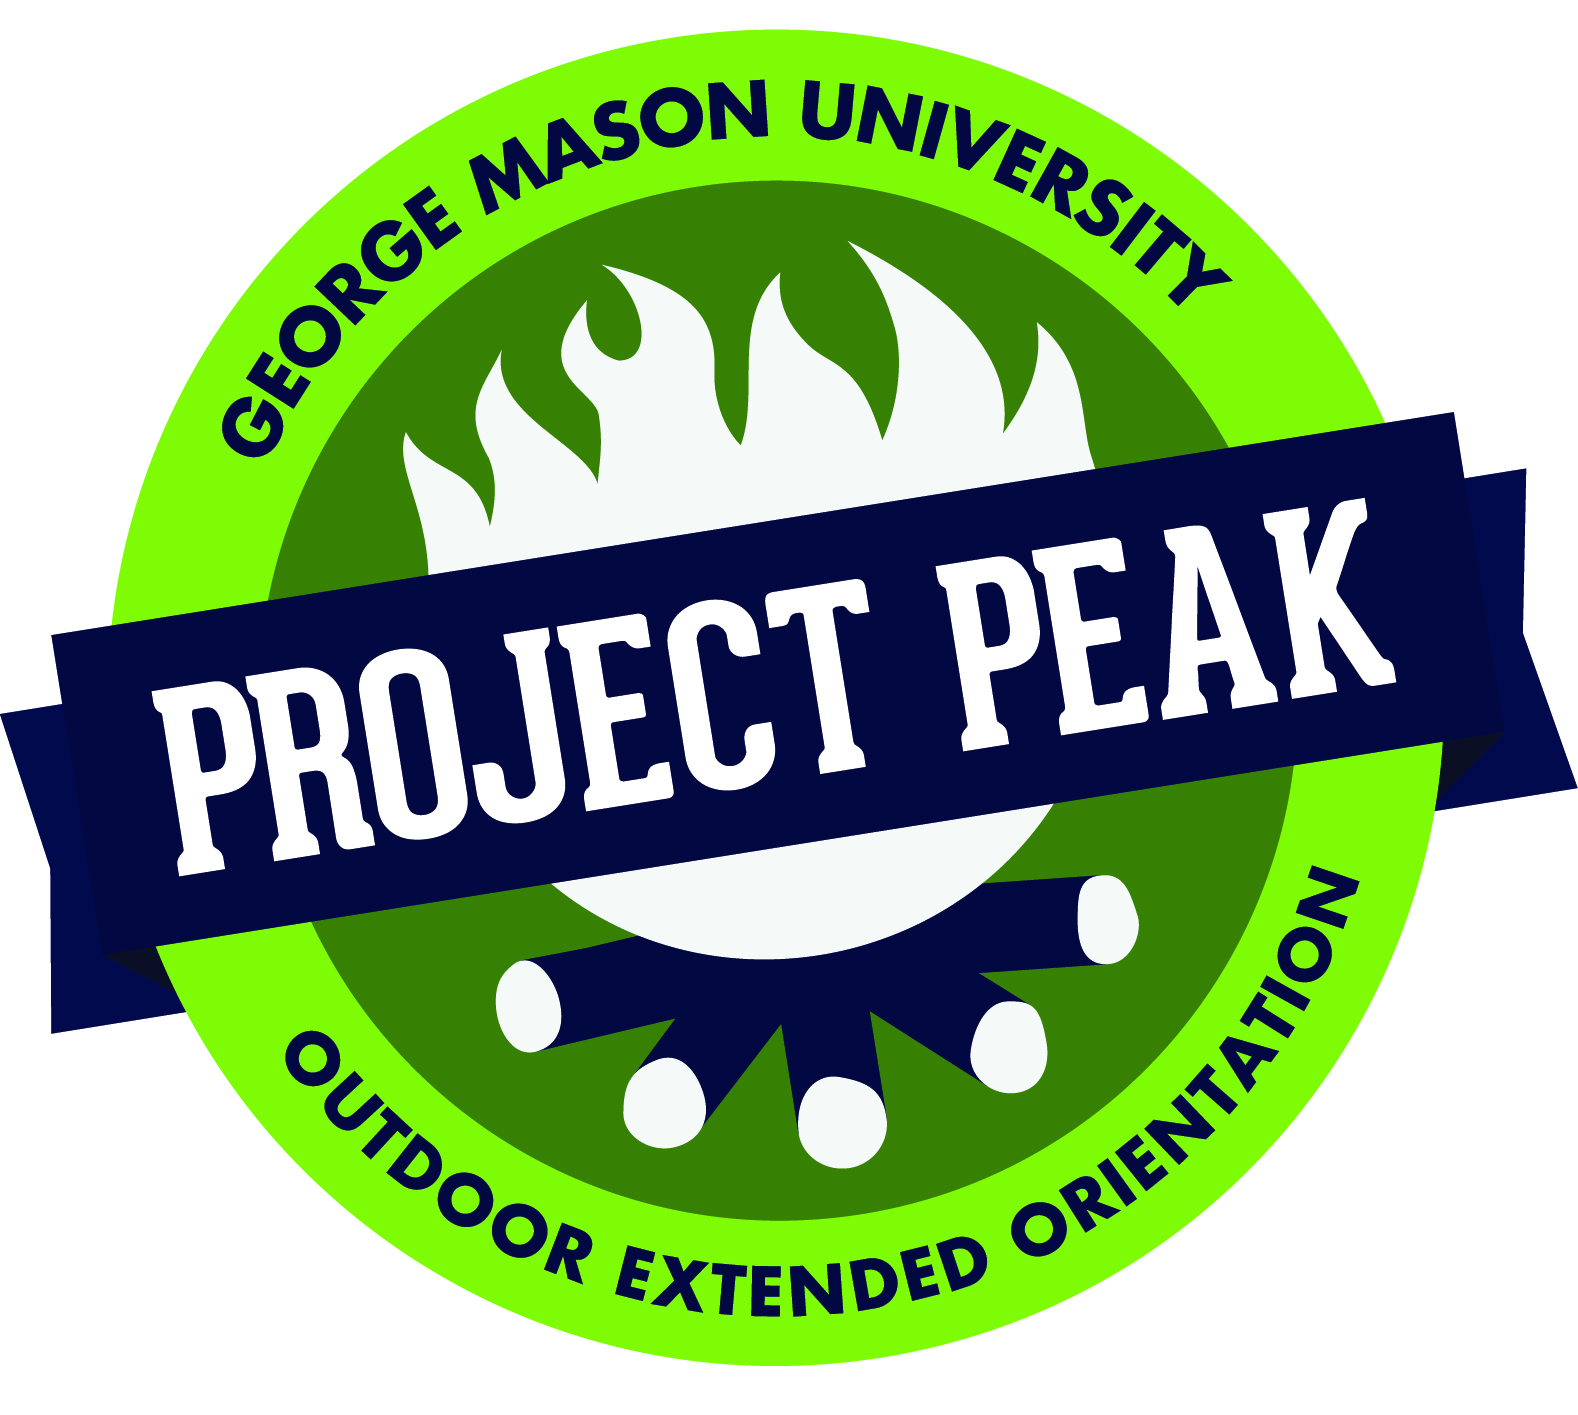 GEORGE MASON UNIVERSITY
PROJECT PEAK
OUTDOOR EXTENDED ORIENTATION